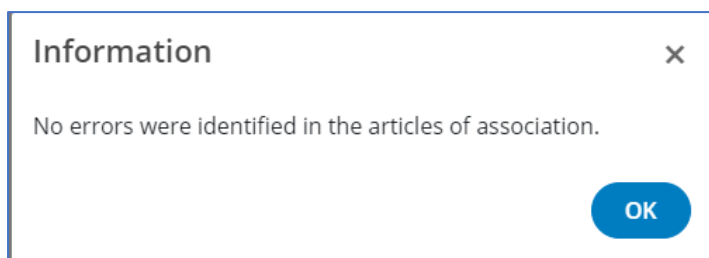 Information
No errors were identified in the articles of association.
OK